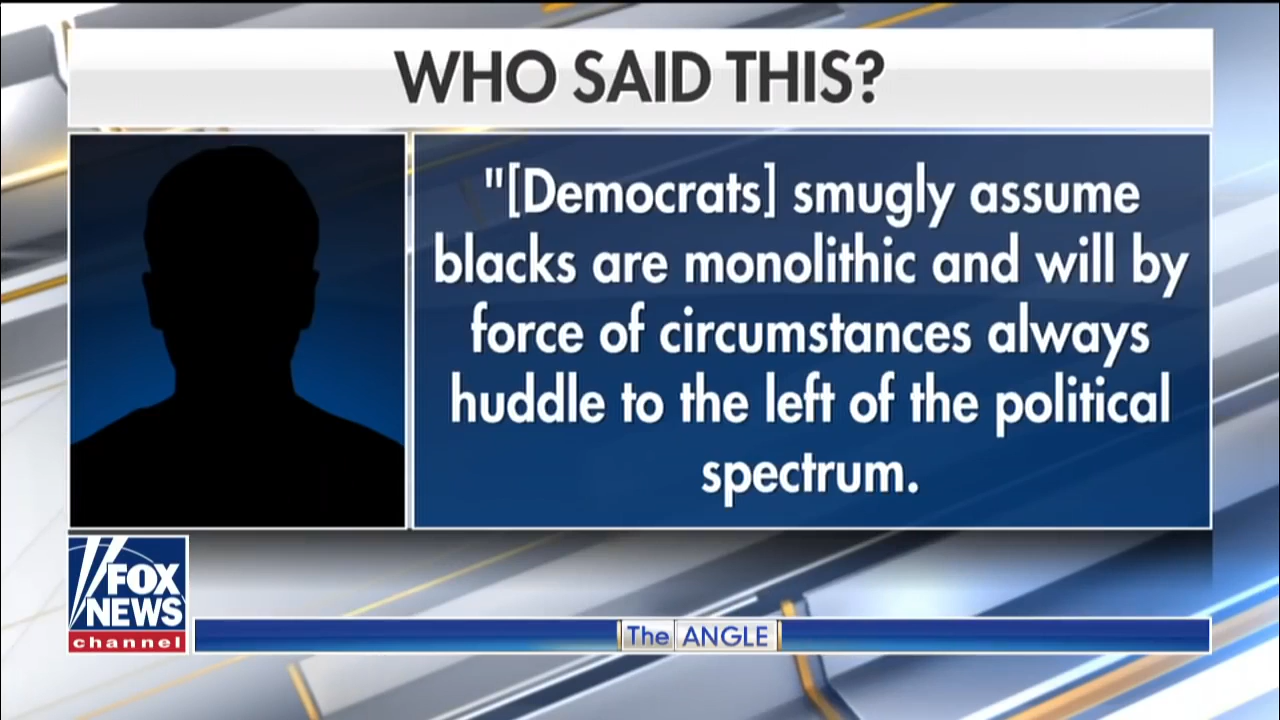 WHO SAID THIS?
"[Democrats] smugly assume
blacks are monolithic and will by
force of circumstances always
huddle to the left of the political
spectrum.
FOX
NEWS
channel
The ANGLE